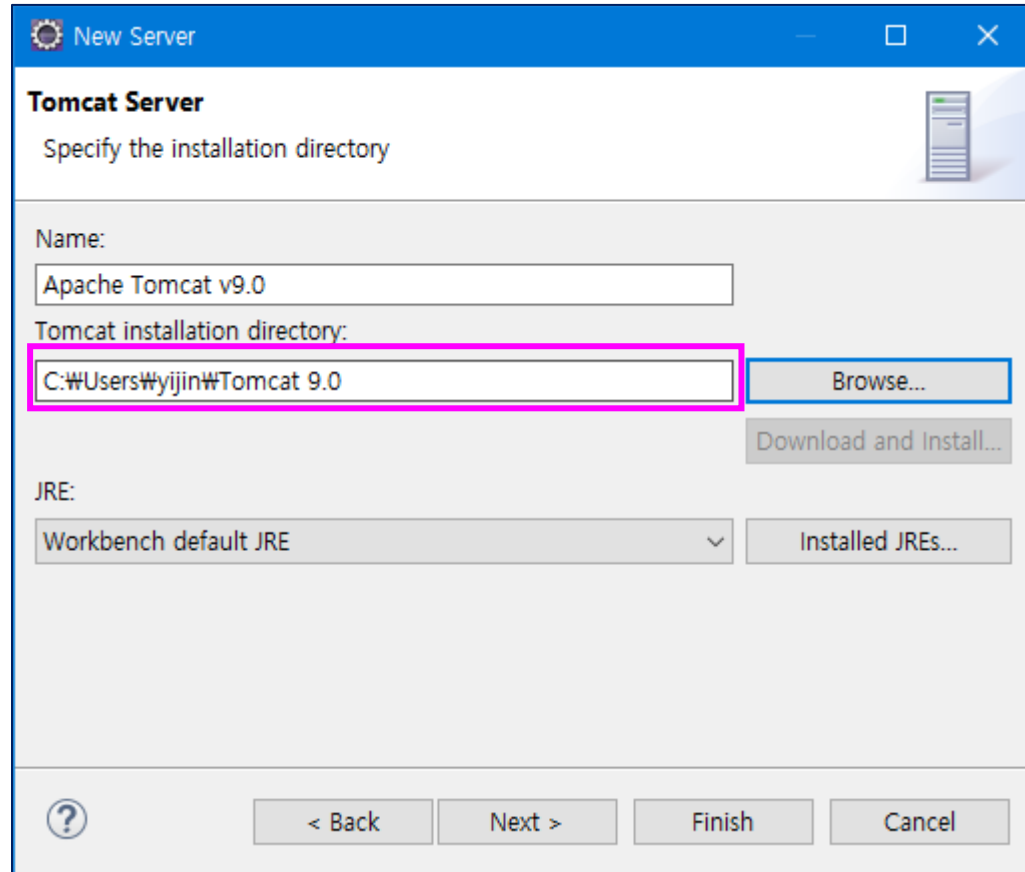 New Server
Tomcat Server
Specify the installation directory
Name:
Apache Tomcat v9.0
Tomcat installation directory:
C:₩Users₩yijin₩Tomcat 9.0
Browse...
Download and Install...
JRE:
Workbench default JRE
Installed JREs...
?
< Back
Next >
Finish
Cancel